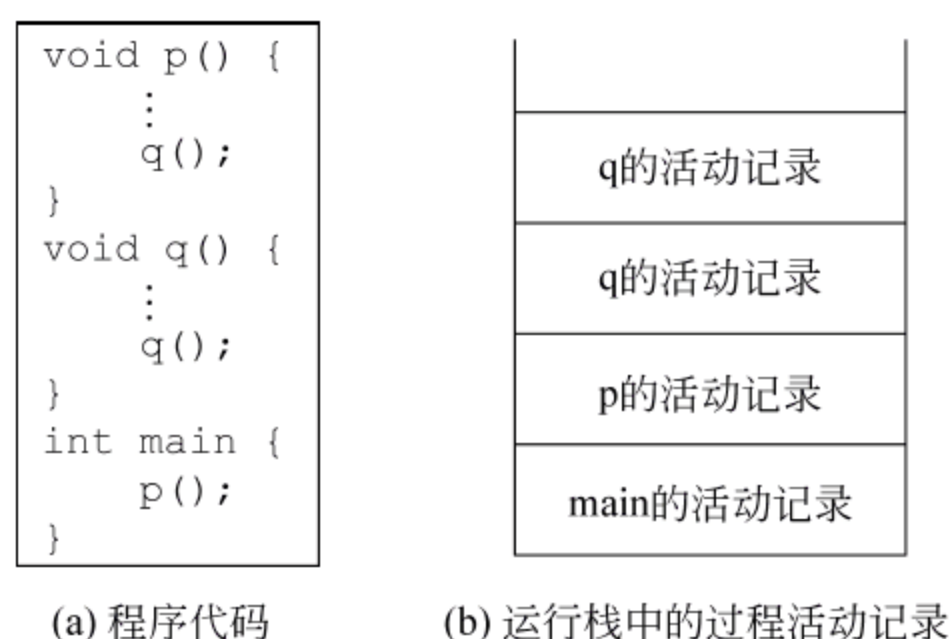 void p() {
⋮
q();
}
void q() {
⋮
q();
}
int main {
p();
}
(a) 程序代码
q的活动记录
q的活动记录
p的活动记录
main的活动记录
(b) 运行栈中的过程活动记录